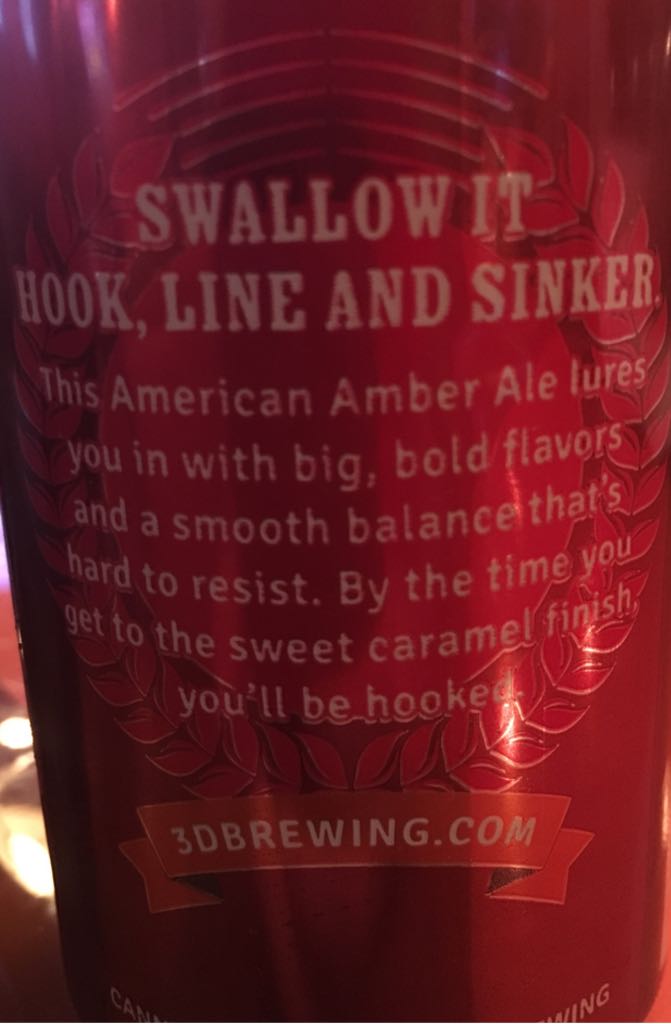 SWALLOW IT
HOOK, LINE AND SINKER.
This American Amber Ale lures
you in with big, bold flavors
and a smooth balance that's
hard to resist. By the time you
get to the sweet caramel finish,
you'll be hooked.
3DBREWING.COM